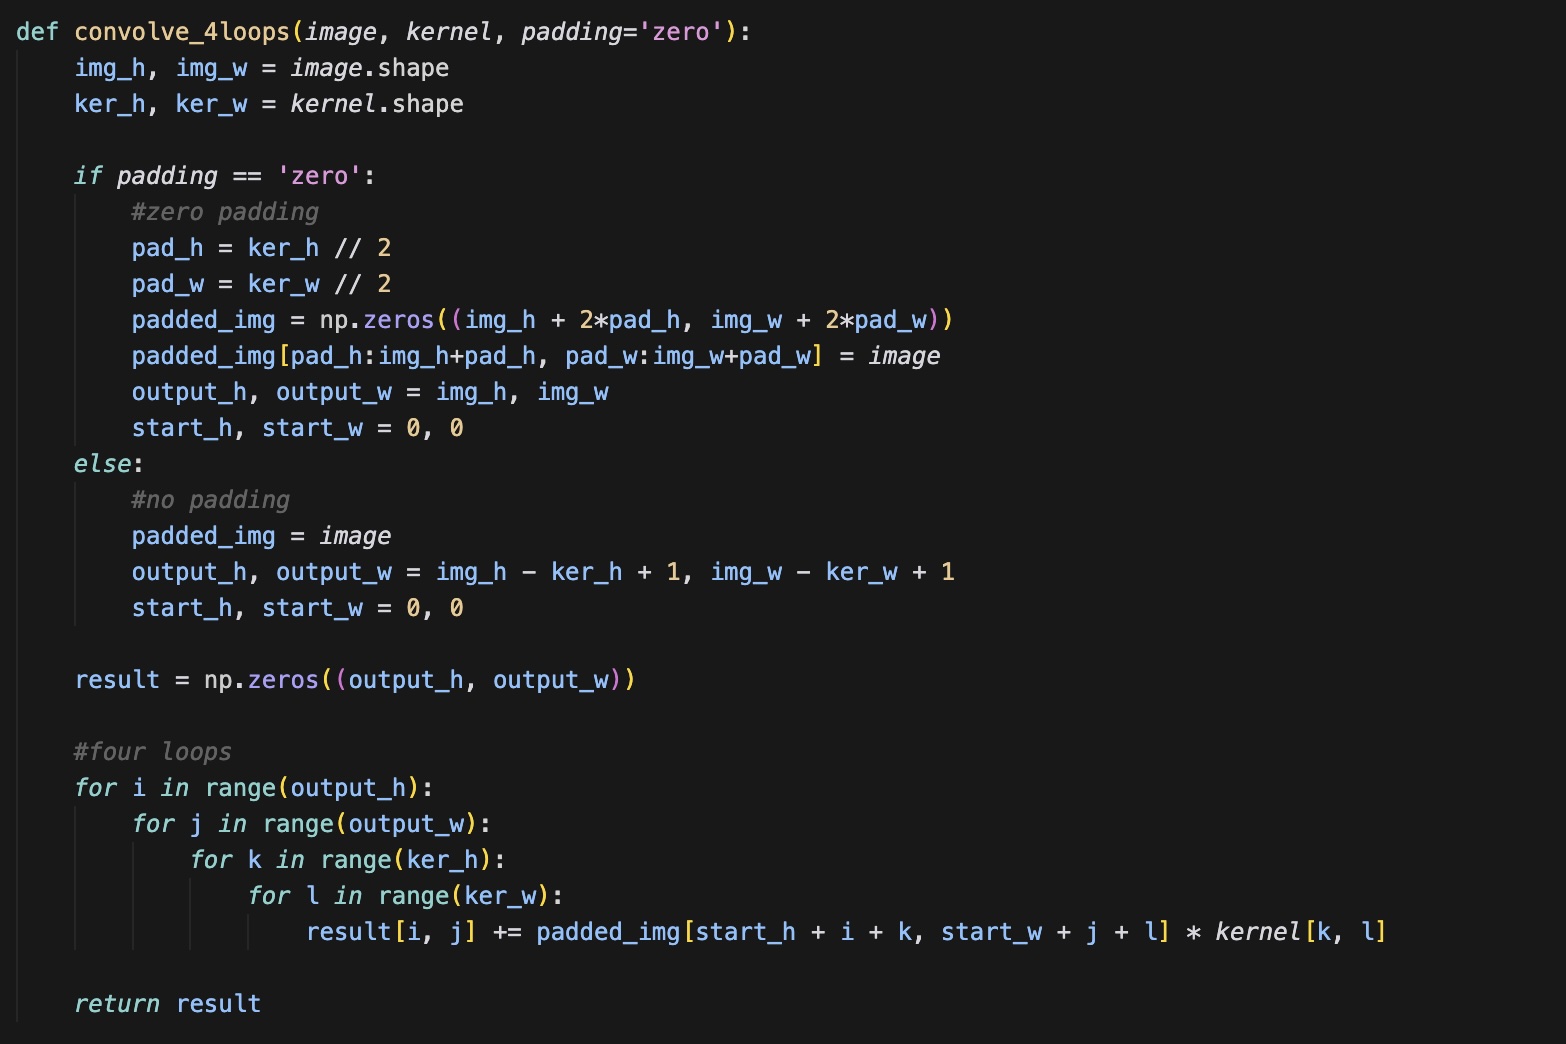 def convolve_4loops(image, kernel, padding='zero'):
    img_h, img_w = image.shape
    ker_h, ker_w = kernel.shape

    if padding == 'zero':
        #zero padding
        pad_h = ker_h // 2
        pad_w = ker_w // 2
        padded_img = np.zeros((img_h + 2*pad_h, img_w + 2*pad_w))
        padded_img[pad_h:img_h+pad_h, pad_w:img_w+pad_w] = image
        output_h, output_w = img_h, img_w
        start_h, start_w = 0, 0
    else:
        #no padding
        padded_img = image
        output_h, output_w = img_h - ker_h + 1, img_w - ker_w + 1
        start_h, start_w = 0, 0

    result = np.zeros((output_h, output_w))

    #four loops
    for i in range(output_h):
        for j in range(output_w):
            for k in range(ker_h):
                for l in range(ker_w):
                    result[i, j] += padded_img[start_h + i + k, start_w + j + l] * kernel[k, l]

    return result